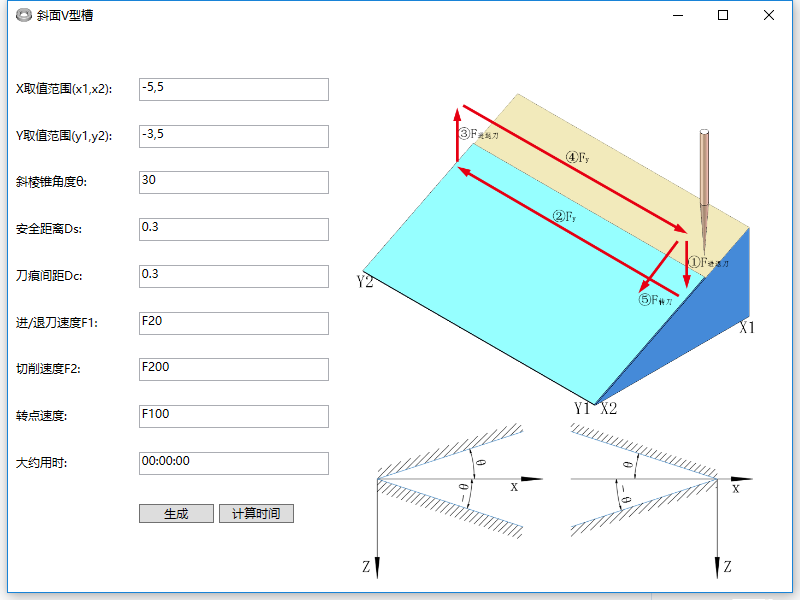 斜面V型槽
X取值范围(x1,x2):
-5,5
Y取值范围(y1,y2):
-3,5
斜棱锥角度θ:
30
安全距离Ds:
0.3
刀痕间距Dc:
0.3
进/退刀速度F1:
F20
切削速度F2:
F200
转点速度:
F100
大约用时:
00:00:00
生成 计算时间
③F进退刀
④Fy
②Fy
①F进退刀
⑤F转刀
Y2
X1
Y1 X2
θ
-θ
X
Z
θ
-θ
X
Z